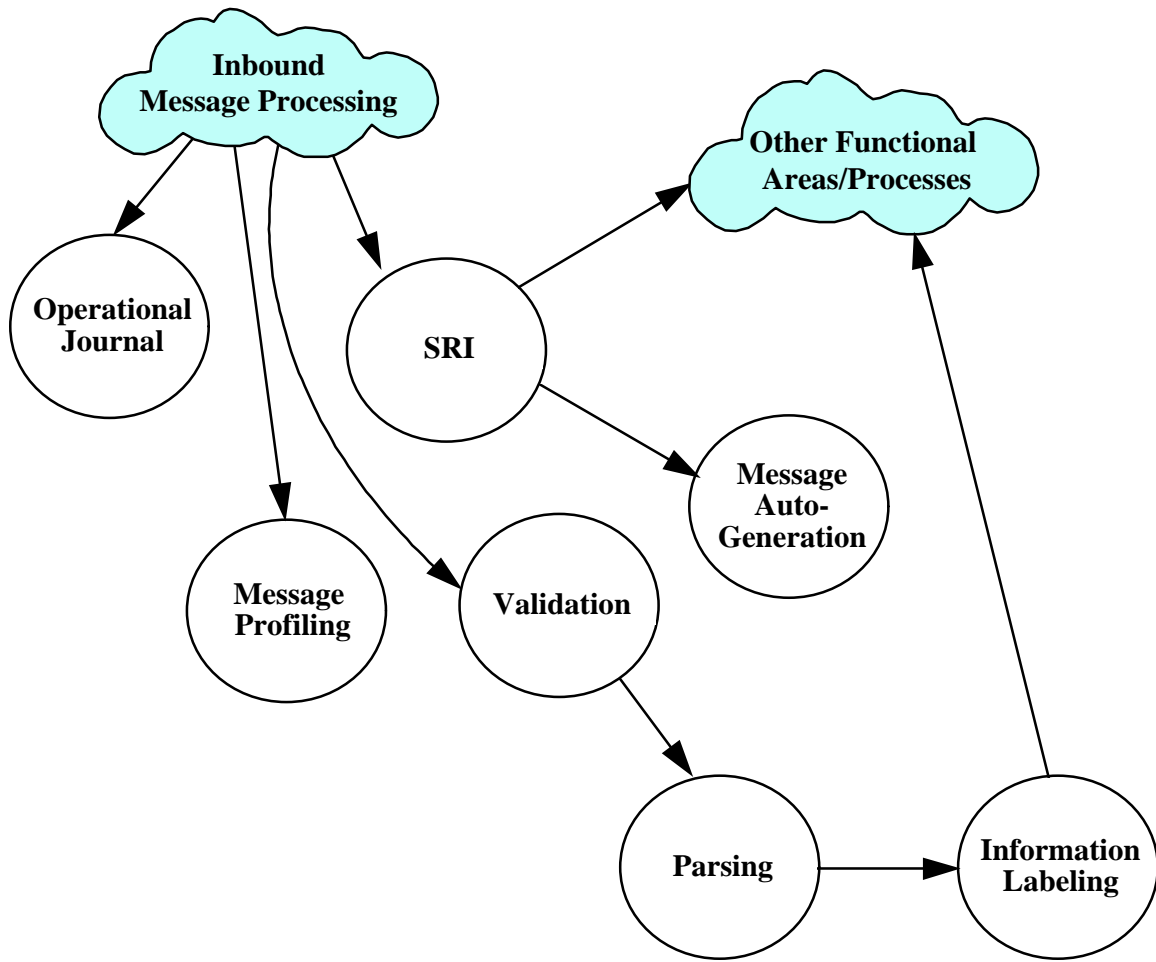 Inbound
Message Processing
Other Functional
Areas/Processes
Operational
Journal
SRI
Message
Auto-
Generation
Message
Profiling
Validation
Parsing
Information
Labeling